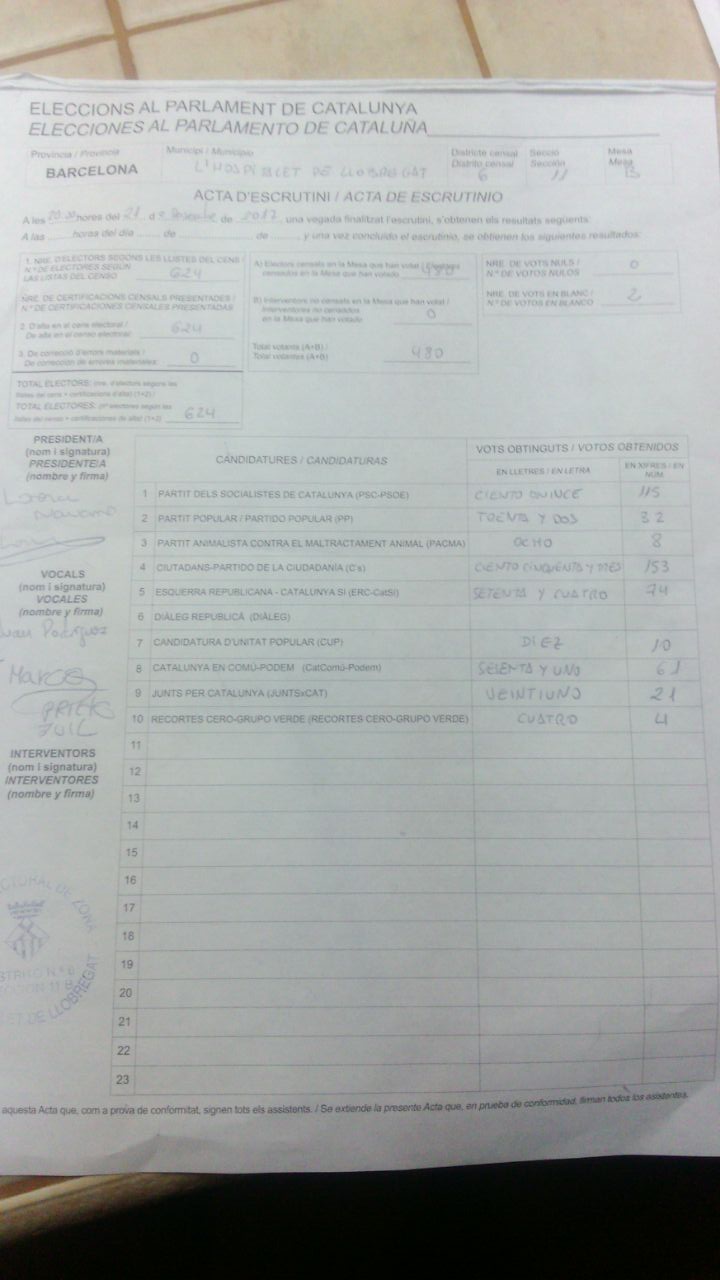 ELECCIONS AL PARLAMENT DE CATALUNYA
ELECCIONES AL PARLAMENTO DE CATALUÑA
Provincia / Provincia
Municipi / Municipio
Districte censal
Distrito censal
Secció
Sección
Mesa
Mesa
BARCELONA
L'HOSPITALET DE LLOBREGAT
6
11
B
ACTA D'ESCRUTINI / ACTA DE ESCRUTINIO
A les 20:30 hores del 21 de de 2017 una vegada finalitzat l'escrutini, s'obtenen els resultats següents:
A las horas del día de de , y una vez concluido el escrutinio, se obtienen los siguientes resultados:
1. NRE. D'ELECTORS SEGONS LES LLISTES DEL CENS /
N.º DE ELECTORES SEGÚN
LAS LISTAS DEL CENSO
624
NRE. DE CERTIFICACIONS CENSALS PRESENTADES /
N.º DE CERTIFICACIONES CENSALES PRESENTADAS
2. D'alta en el cens electoral /
De alta en el censo electoral:
624
3. De correcció d'errors materials /
De corrección de errores materiales:
0
TOTAL ELECTORS: (nre. d'electors segons les
llistes del cens + certificacions d'alta) (1+2) /
TOTAL ELECTORES: (nº electores según las
listas del censo + certificaciones de alta) (1+2)
624
A) Electors censats en la Mesa que han votat / Electores
censados en la Mesa que han votado
480
B) Interventors no censats en la Mesa que han votat /
Interventores no censados
en la Mesa que han votado
0
Total votants (A+B) /
Total votantes (A+B)
480
NRE. DE VOTS NULS /
N.º DE VOTOS NULOS
0
NRE. DE VOTS EN BLANC /
N.º DE VOTOS EN BLANCO
2
PRESIDENT/A
(nom i signatura)
PRESIDENTE/A
(nombre y firma)
Lorena
Navarro
VOCALS
(nom i signatura)
VOCALES
(nombre y firma)
Juan Rodriguez
Marcos
INTERVENTORS
(nom i signatura)
INTERVENTORES
(nombre y firma)
CANDIDATURES / CANDIDATURAS
VOTS OBTINGUTS / VOTOS OBTENIDOS
EN LLETRES / EN LETRA
EN XIFRES / EN NÚM.
1 PARTIT DELS SOCIALISTES DE CATALUNYA (PSC-PSOE) CIENTO QUINCE 115
2 PARTIT POPULAR / PARTIDO POPULAR (PP) TREINTA Y DOS 32
3 PARTIT ANIMALISTA CONTRA EL MALTRACTAMENT ANIMAL (PACMA) OCHO 8
4 CIUTADANS-PARTIDO DE LA CIUDADANÍA (C's) CIENTO CINQUENTA Y TRES 153
5 ESQUERRA REPUBLICANA - CATALUNYA SÍ (ERC-CatSí) SETENTA Y CUATRO 74
6 DIÀLEG REPUBLICÀ (DIÀLEG)
7 CANDIDATURA D'UNITAT POPULAR (CUP) DIEZ 10
8 CATALUNYA EN COMÚ-PODEM (CatComú-Podem) SESENTA Y UNO 61
9 JUNTS PER CATALUNYA (JUNTSxCAT) VEINTIUNO 21
10 RECORTES CERO-GRUPO VERDE (RECORTES CERO-GRUPO VERDE) CUATRO 4
11
12
13
14
15
16
17
18
19
20
21
22
23
CTORAL DE ZONA
STRITO N.º 6
CCION 11 B
ET DE LLOBREGAT
aquesta Acta que, com a prova de conformitat, signen tots els assistents. / Se extiende la presente Acta que, en prueba de conformidad, firman todos los asistentes.